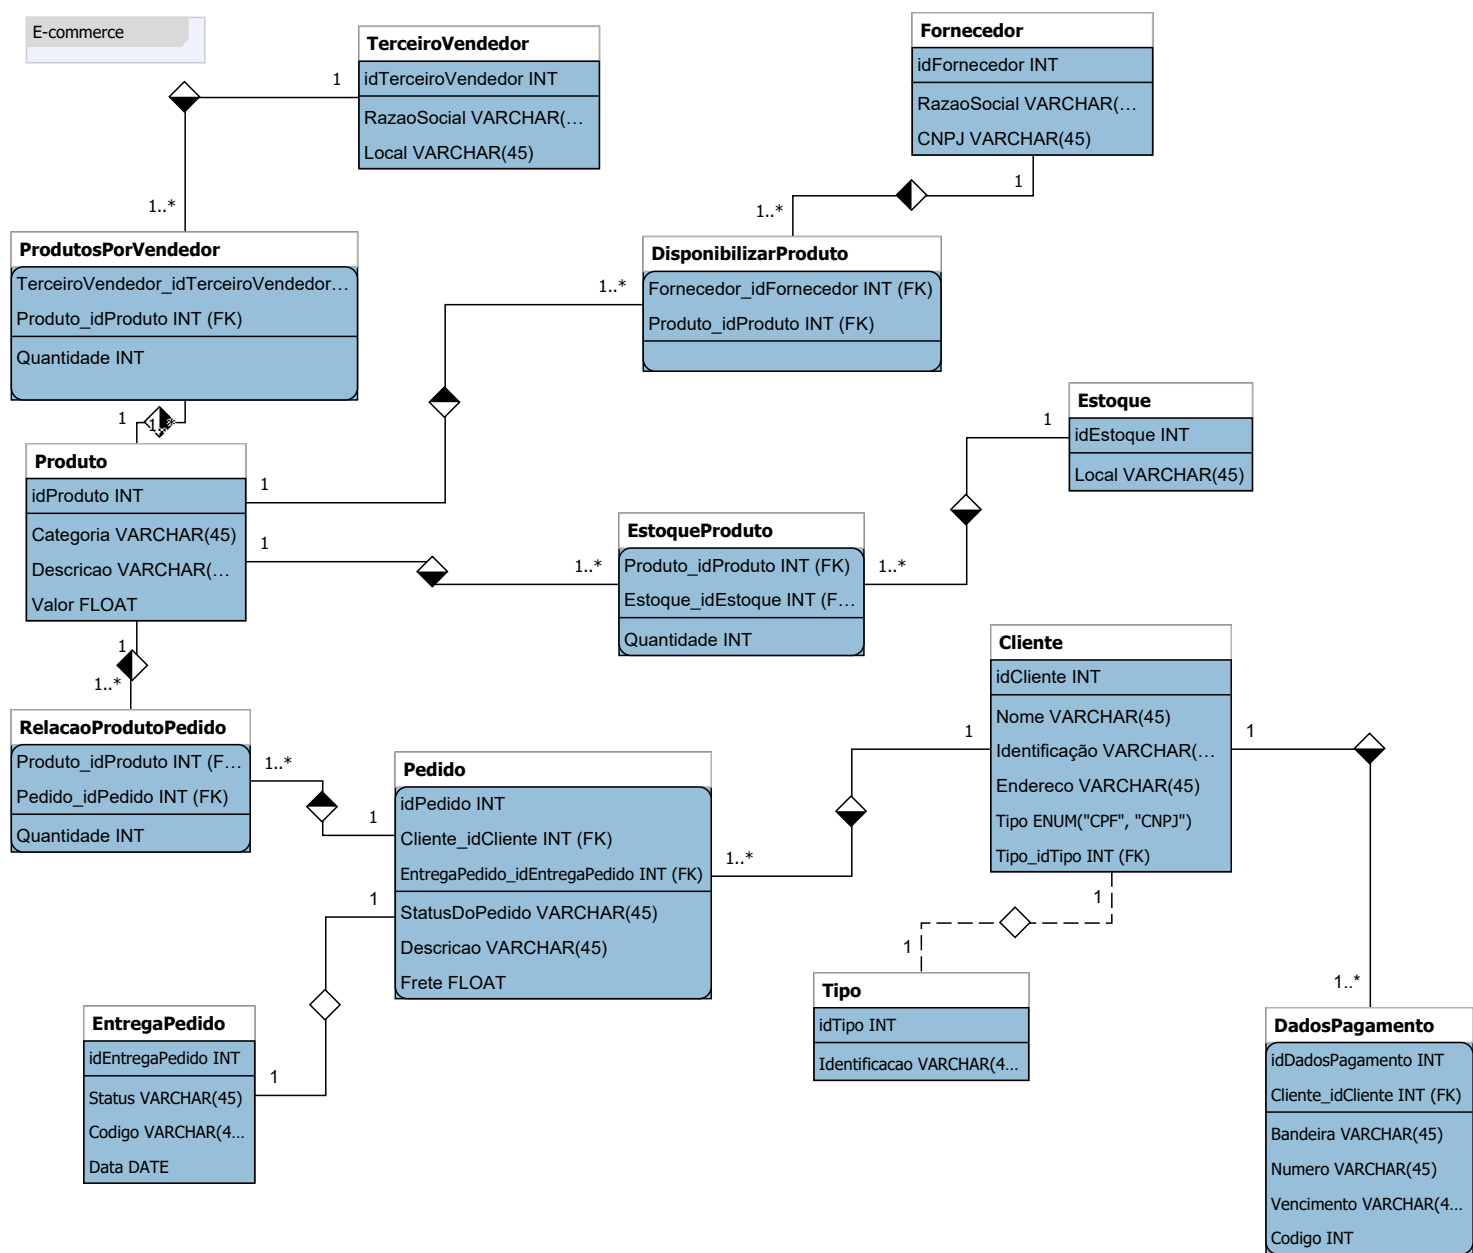 E-commerce
TerceiroVendedor
idTerceiroVendedor INT
RazaoSocial VARCHAR(…
Local VARCHAR(45)
1
1..*
Fornecedor
idFornecedor INT
RazaoSocial VARCHAR(…
CNPJ VARCHAR(45)
1
1..*
ProdutosPorVendedor
TerceiroVendedor_idTerceiroVendedor…
Produto_idProduto INT (FK)
Quantidade INT
1
1..*
DisponibilizarProduto
Fornecedor_idFornecedor INT (FK)
Produto_idProduto INT (FK)
1..*
1
Produto
idProduto INT
Categoria VARCHAR(45)
Descricao VARCHAR(…
Valor FLOAT
1
1..*
Estoque
idEstoque INT
Local VARCHAR(45)
1
1..*
EstoqueProduto
Produto_idProduto INT (FK)
Estoque_idEstoque INT (F…
Quantidade INT
1
1..*
RelacaoProdutoPedido
Produto_idProduto INT (F…
Pedido_idPedido INT (FK)
Quantidade INT
1..*
1
Pedido
idPedido INT
Cliente_idCliente INT (FK)
EntregaPedido_idEntregaPedido INT (FK)
StatusDoPedido VARCHAR(45)
Descricao VARCHAR(45)
Frete FLOAT
1
1..*
1
Cliente
idCliente INT
Nome VARCHAR(45)
Identificação VARCHAR(…
Endereco VARCHAR(45)
Tipo ENUM("CPF", "CNPJ")
Tipo_idTipo INT (FK)
1
1
1
Tipo
idTipo INT
Identificacao VARCHAR(4…
EntregaPedido
idEntregaPedido INT
Status VARCHAR(45)
Codigo VARCHAR(4…
Data DATE
1
1..*
DadosPagamento
idDadosPagamento INT
Cliente_idCliente INT (FK)
Bandeira VARCHAR(45)
Numero VARCHAR(45)
Vencimento VARCHAR(4…
Codigo INT